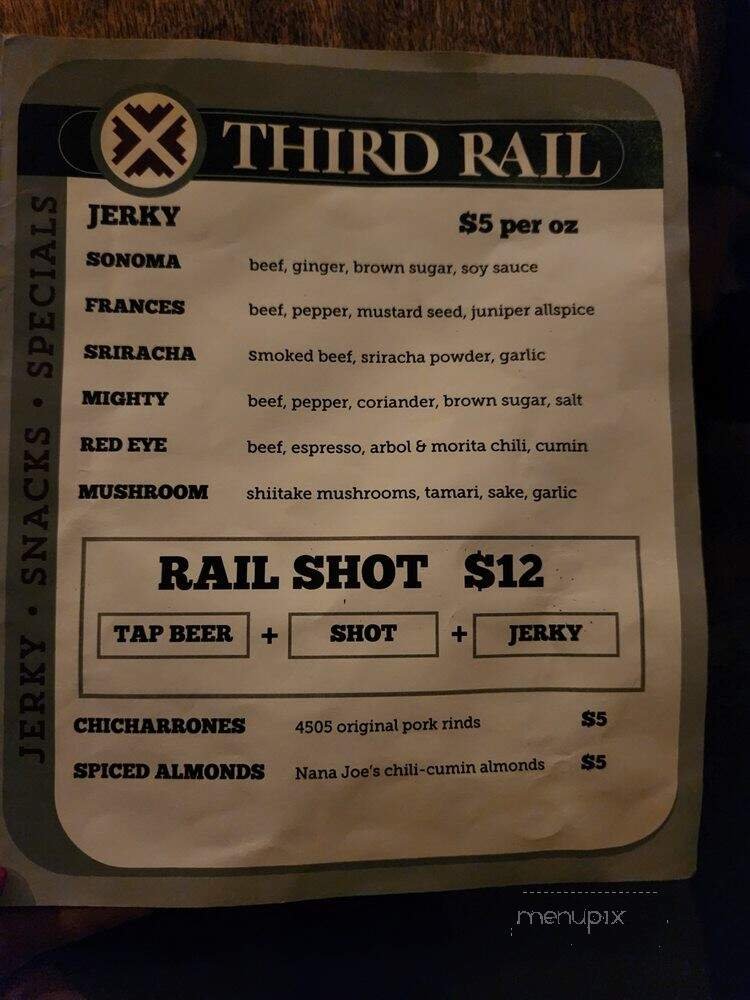 THIRD RAIL
JERKY • SNACKS • SPECIALS
JERKY $5 per oz
SONOMA beef, ginger, brown sugar, soy sauce
FRANCES beef, pepper, mustard seed, juniper allspice
SRIRACHA smoked beef, sriracha powder, garlic
MIGHTY beef, pepper, coriander, brown sugar, salt
RED EYE beef, espresso, arbol & morita chili, cumin
MUSHROOM shiitake mushrooms, tamari, sake, garlic
RAIL SHOT $12
TAP BEER + SHOT + JERKY
CHICHARRONES 4505 original pork rinds $5
SPICED ALMONDS Nana Joe's chili-cumin almonds $5
menupix